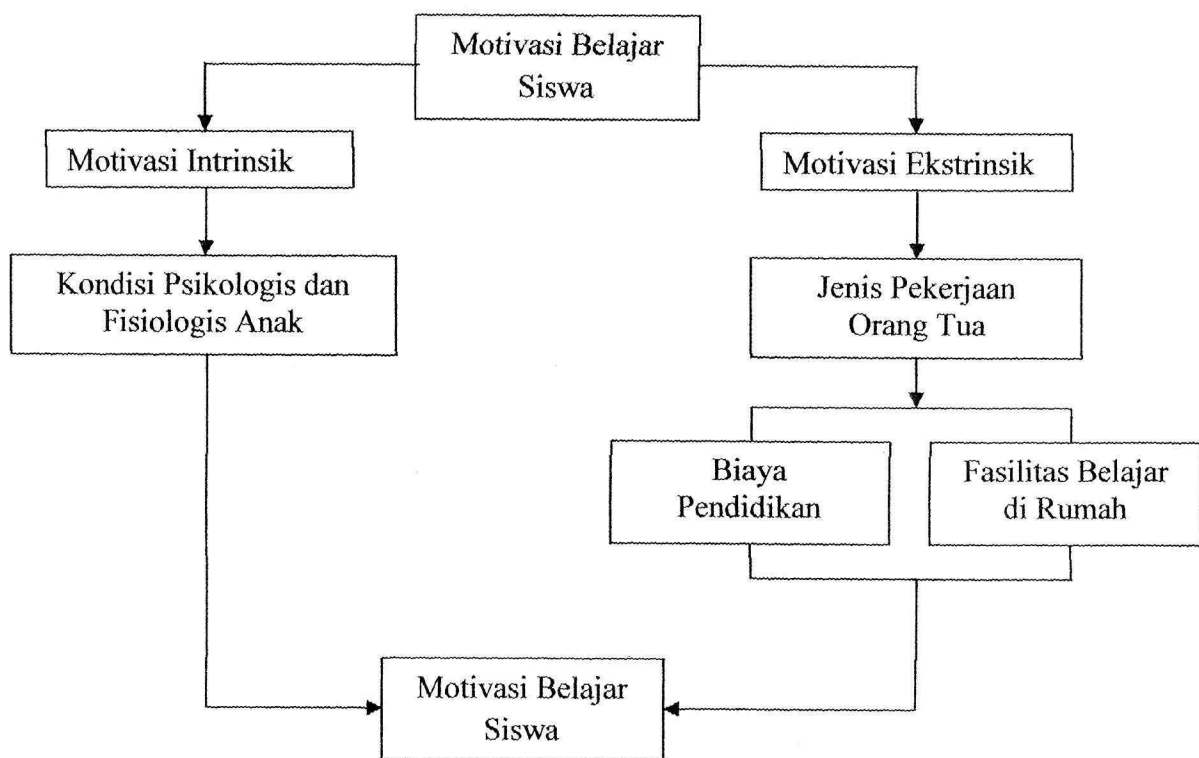 Motivasi Belajar
Siswa
Motivasi Intrinsik
Motivasi Ekstrinsik
Kondisi Psikologis dan
Fisiologis Anak
Jenis Pekerjaan
Orang Tua
Biaya
Pendidikan
Fasilitas Belajar
di Rumah
Motivasi Belajar
Siswa